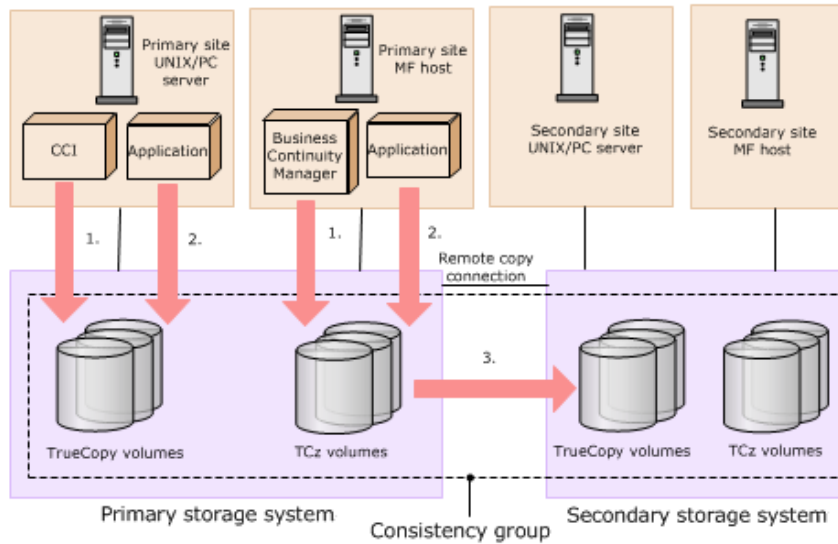 Primary site
UNIX/PC
server
CCI
Application
Primary site
MF host
Business
Continuity
Manager
Application
Secondary site
UNIX/PC server
Secondary site
MF host
1.
2.
1.
2.
Remote copy
connection
3.
TrueCopy volumes
TCz volumes
TrueCopy volumes
TCz volumes
Primary storage system
Consistency group
Secondary storage system